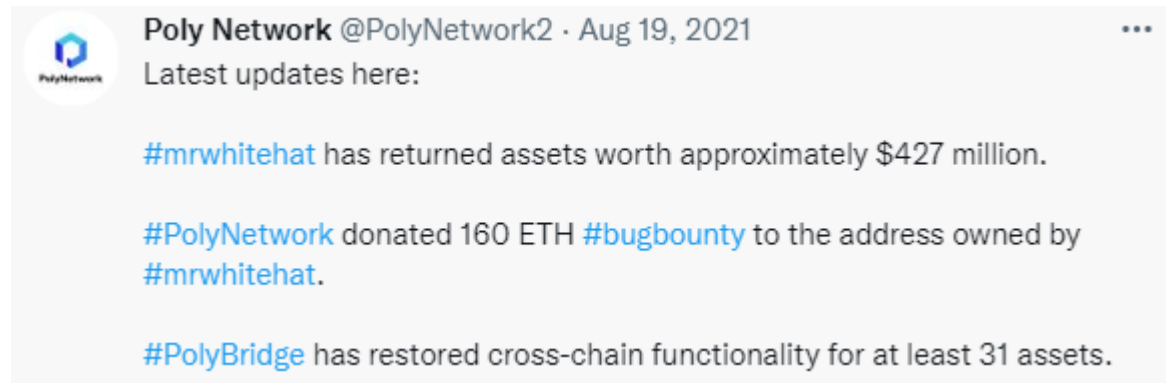 Poly Network @PolyNetwork2 · Aug 19, 2021
PolyNetwork
Latest updates here:
#mrwhitehat has returned assets worth approximately $427 million.
#PolyNetwork donated 160 ETH #bugbounty to the address owned by
#mrwhitehat.
#PolyBridge has restored cross-chain functionality for at least 31 assets.